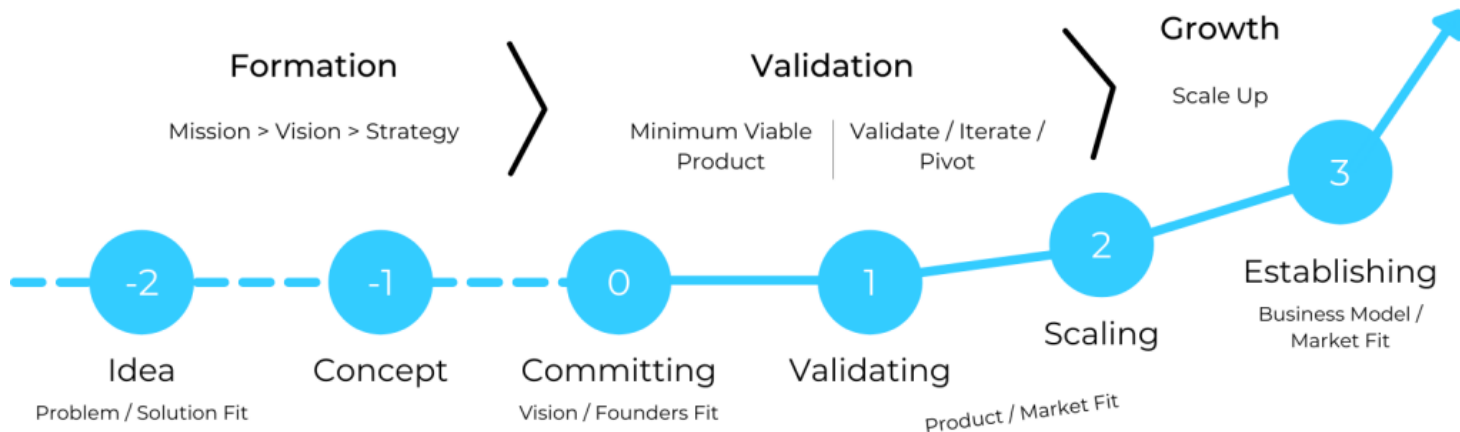 Formation
Mission > Vision > Strategy
Validation
Minimum Viable
Product
Validate / Iterate /
Pivot
Growth
Scale Up
-2
Idea
Problem / Solution Fit
-1
Concept
0
Committing
Vision / Founders Fit
1
Validating
Product / Market Fit
2
Scaling
3
Establishing
Business Model /
Market Fit